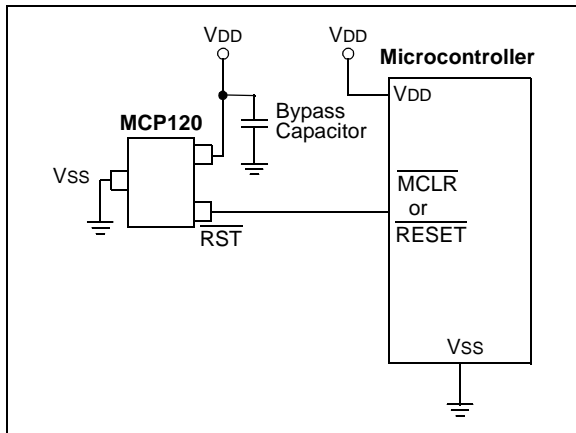 VDD
VDD
Microcontroller
VDD
MCP120
Bypass
Capacitor
VSS
MCLR
or
RESET
RST
VSS